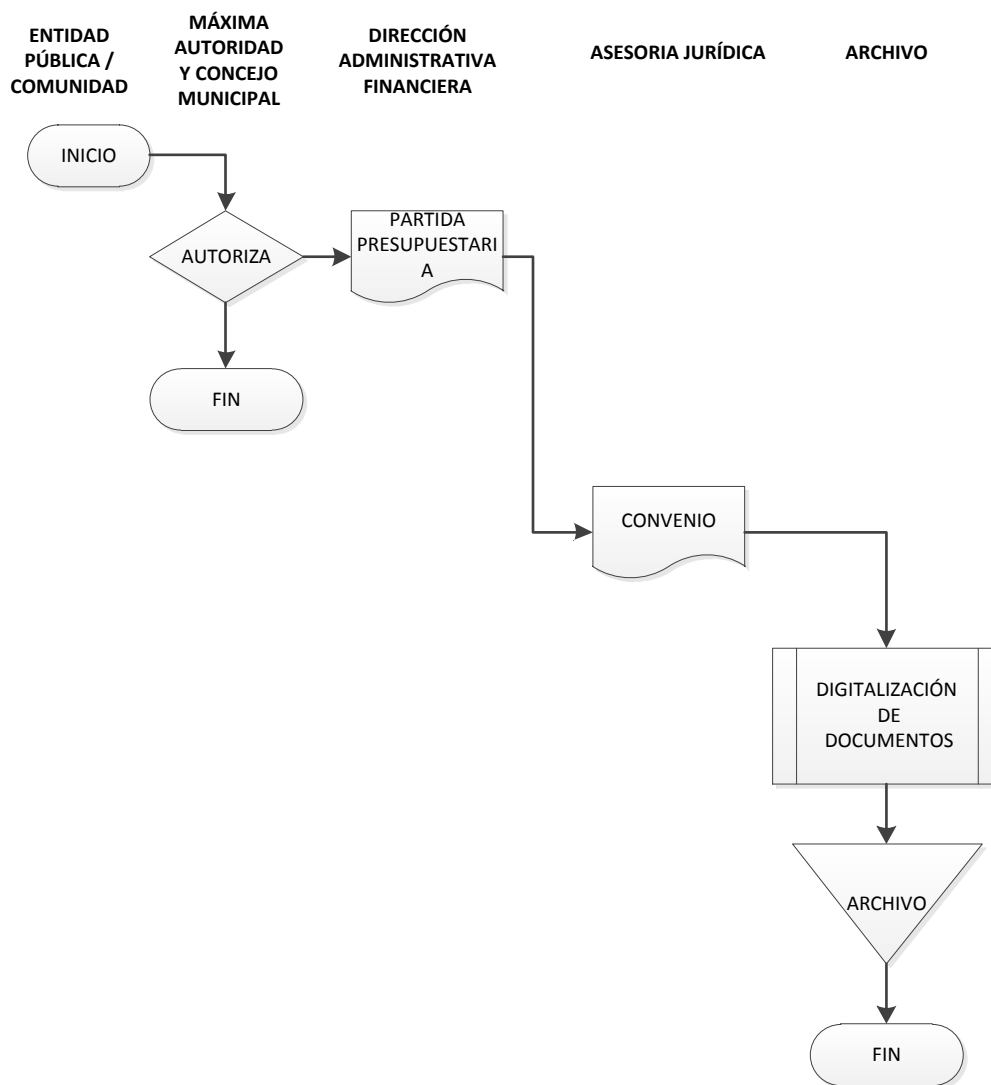 ENTIDAD
PÚBLICA /
COMUNIDAD
MÁXIMA
AUTORIDAD
Y CONCEJO
MUNICIPAL
DIRECCIÓN
ADMINISTRATIVA
FINANCIERA
ASESORIA JURÍDICA
ARCHIVO
INICIO
AUTORIZA
PARTIDA
PRESUPUESTARI
A
FIN
CONVENIO
DIGITALIZACIÓN
DE
DOCUMENTOS
ARCHIVO
FIN